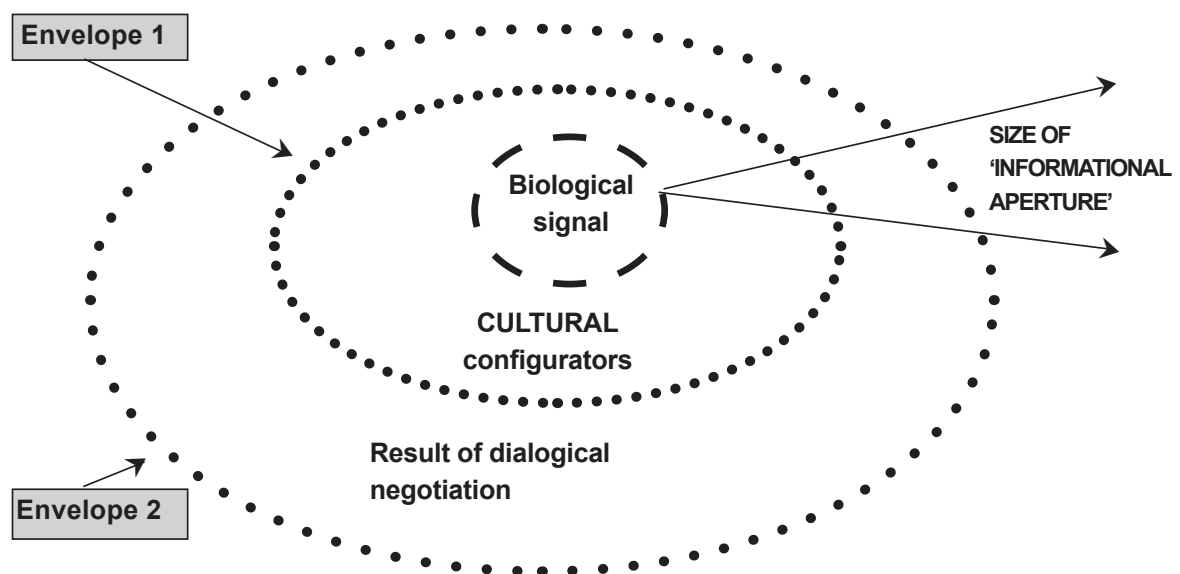 Envelope 1
SIZE OF
‘INFORMATIONAL
APERTURE’
Biological
signal
CULTURAL
configurators
Result of dialogical
negotiation
Envelope 2